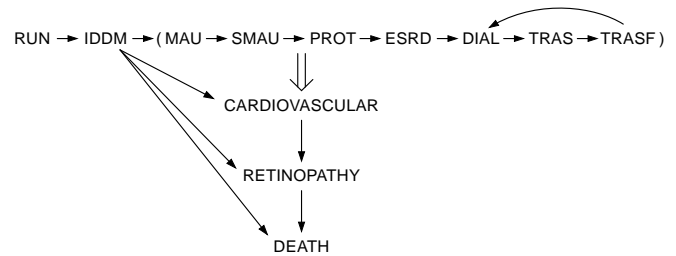 RUN IDDM ( MAU SMAU PROT ESRD DIAL TRAS TRASF )
CARDIOVASCULAR
RETINOPATHY
DEATH